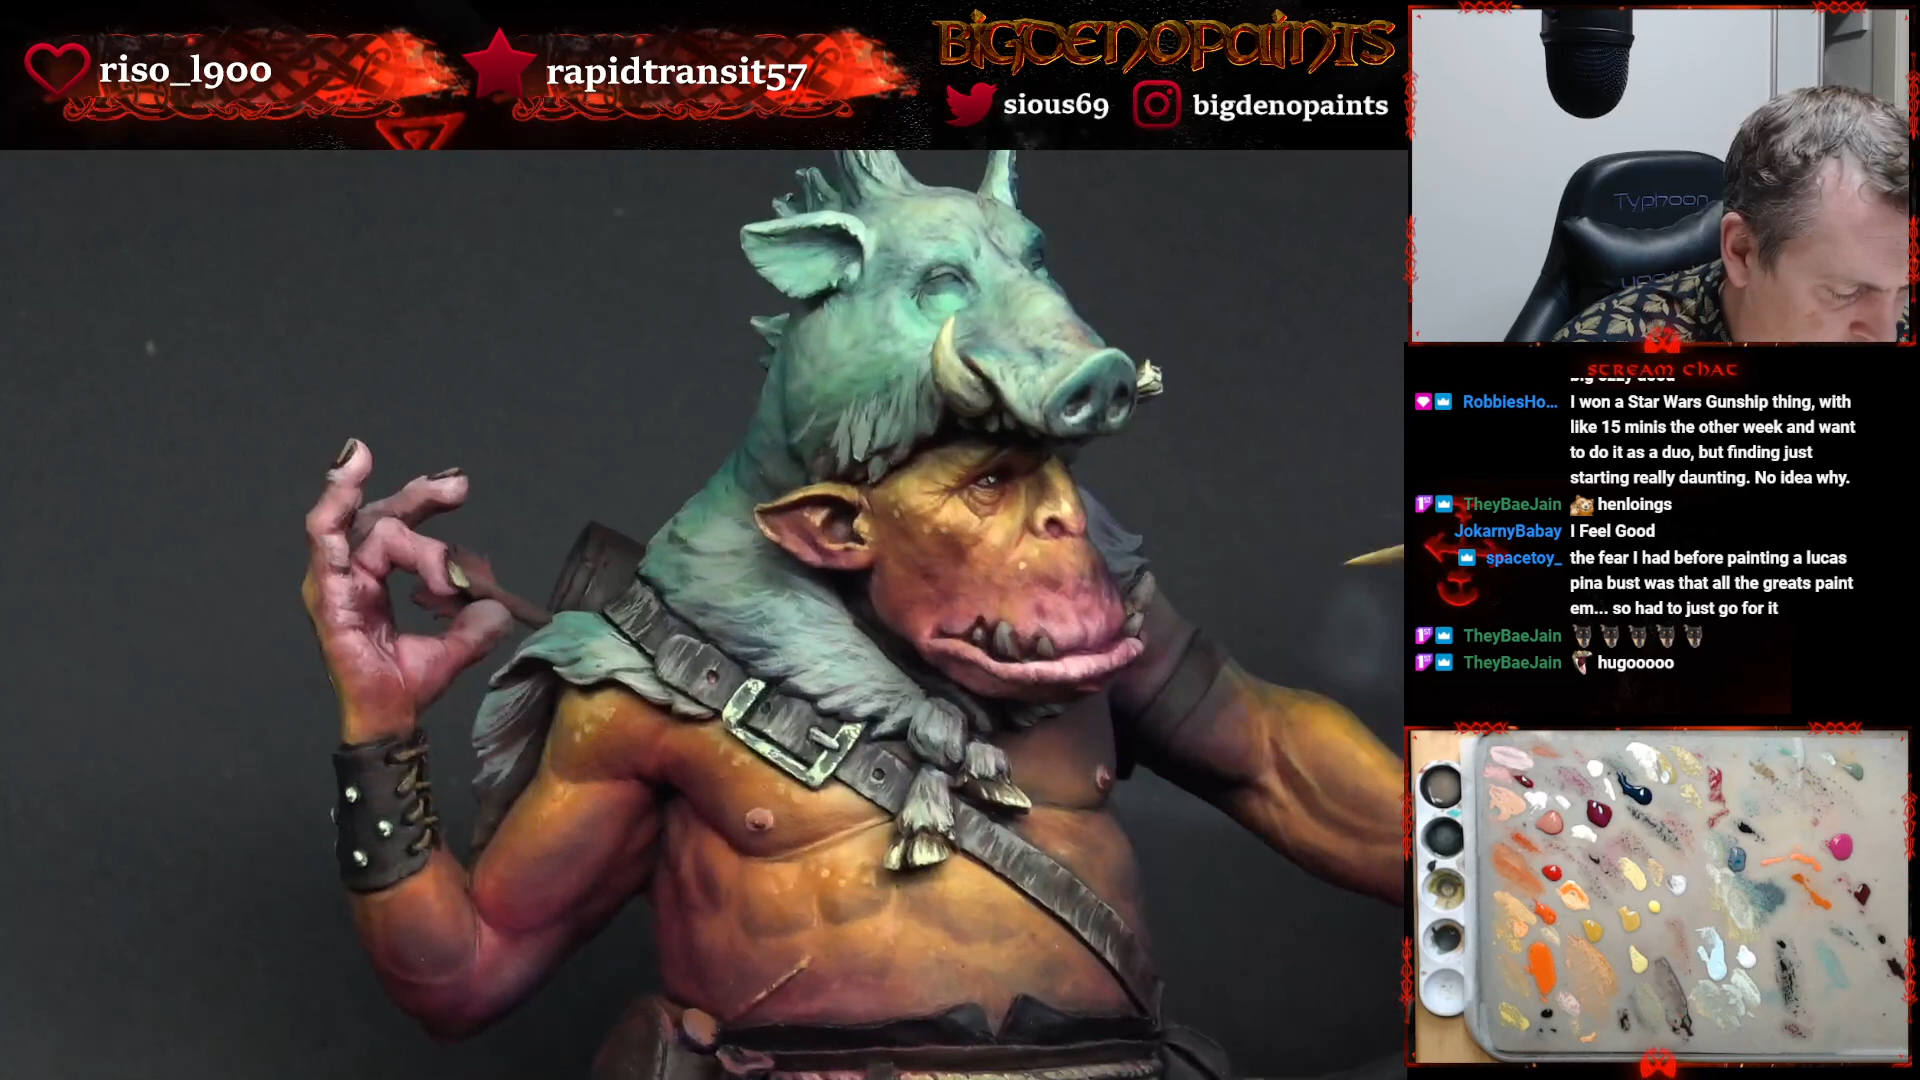 riso_l900
rapidtransit57
BIGDENOPAINTS
sious69
bigdenopaints
Typhoon
STREAM CHAT
RobbiesHo... I won a Star Wars Gunship thing, with
like 15 minis the other week and want
to do it as a duo, but finding just
starting really daunting. No idea why.
1ST TheyBaeJain henloings
JokarnyBabay I Feel Good
spacetoy_ the fear I had before painting a lucas
pina bust was that all the greats paint
em... so had to just go for it
1ST TheyBaeJain
1ST TheyBaeJain hugooooo